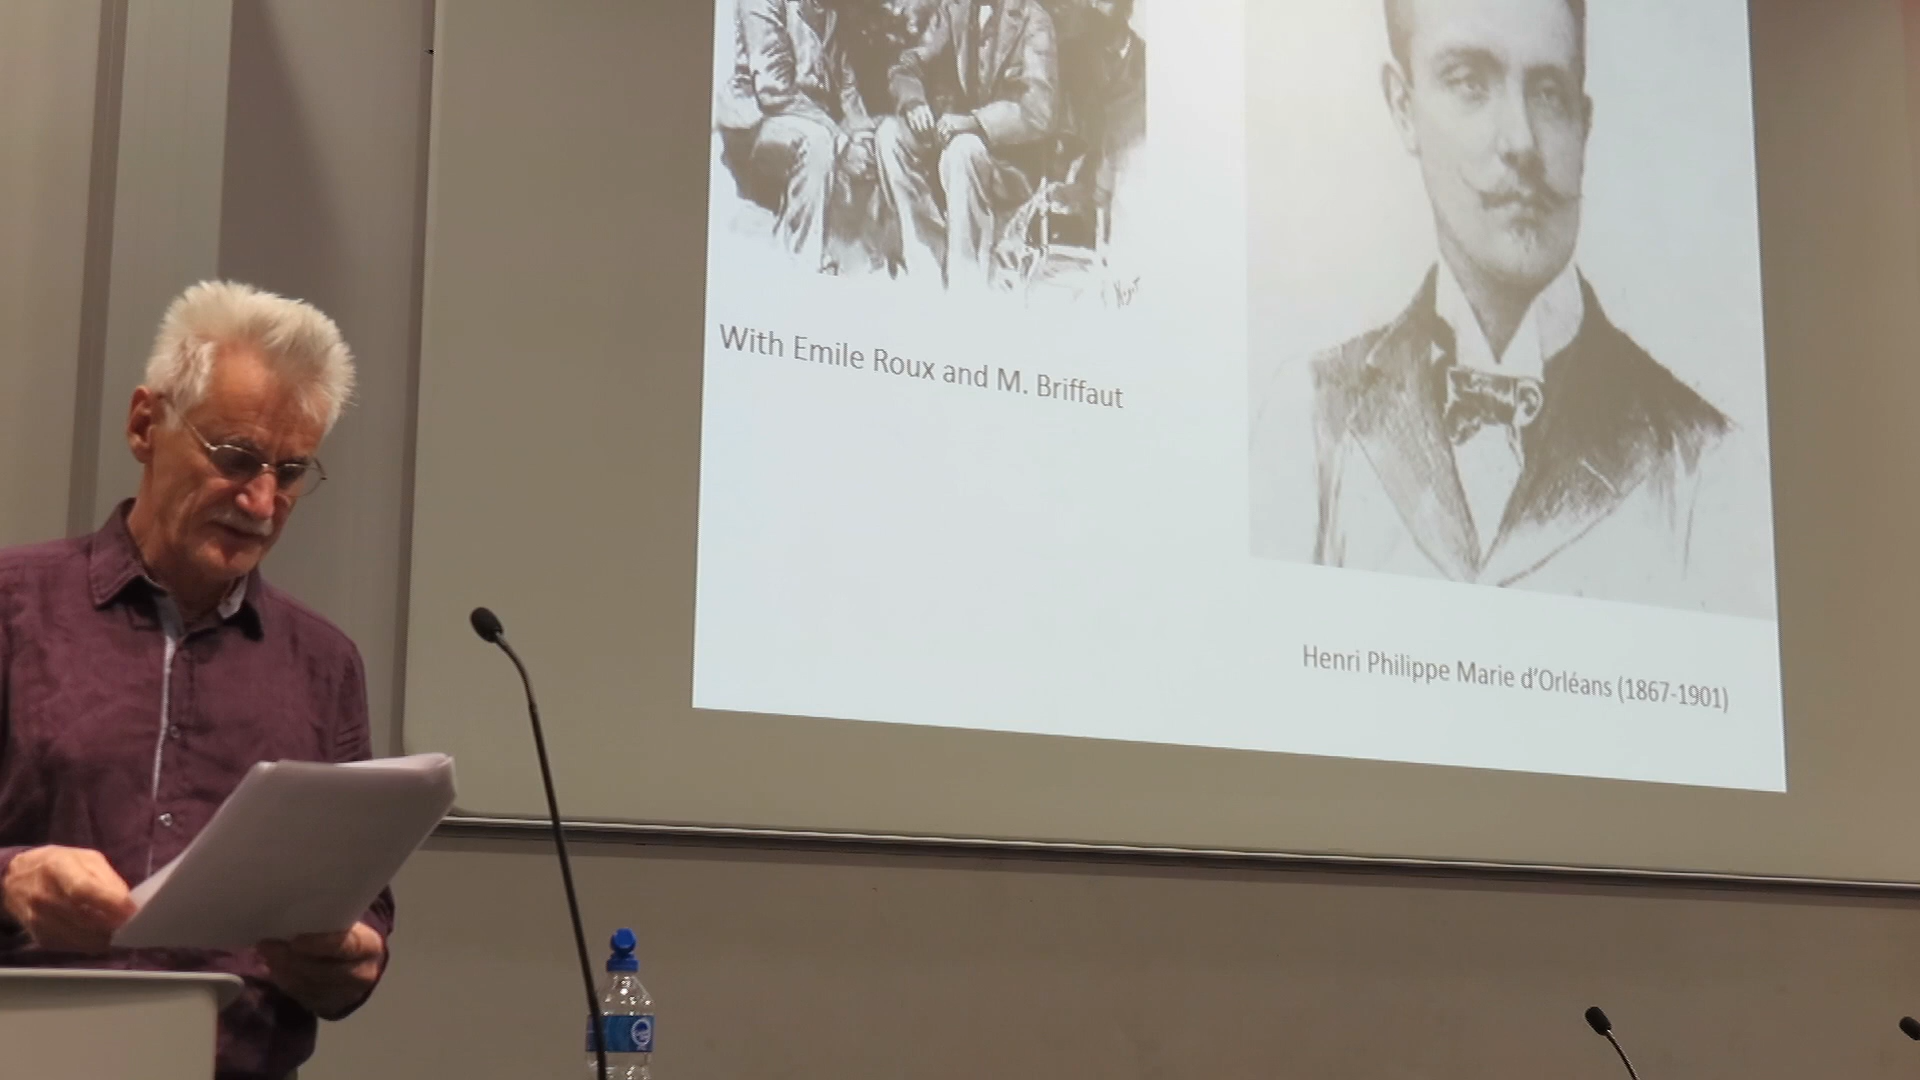 With Emile Roux and M. Briffaut
Henri Philippe Marie d'Orléans (1867-1901)